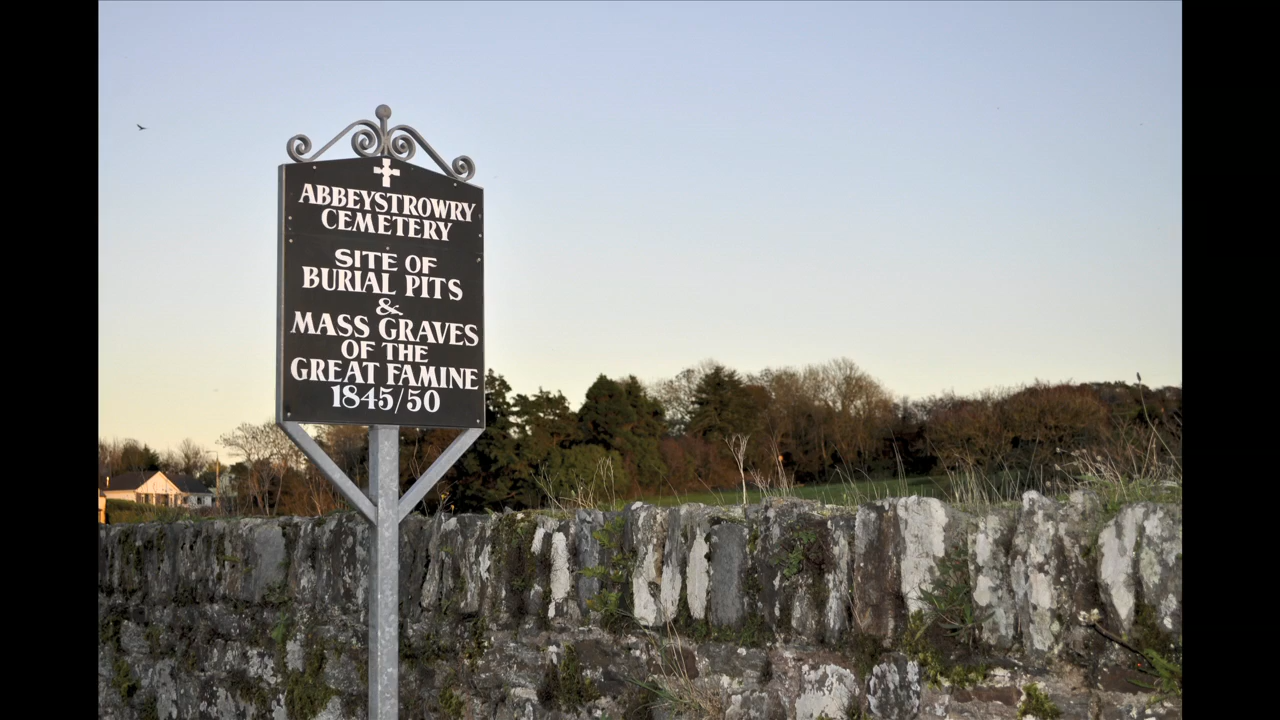 ABBEYSTROWRY
CEMETERY
SITE OF
BURIAL PITS
&
MASS GRAVES
OF THE
GREAT FAMINE
1845/50